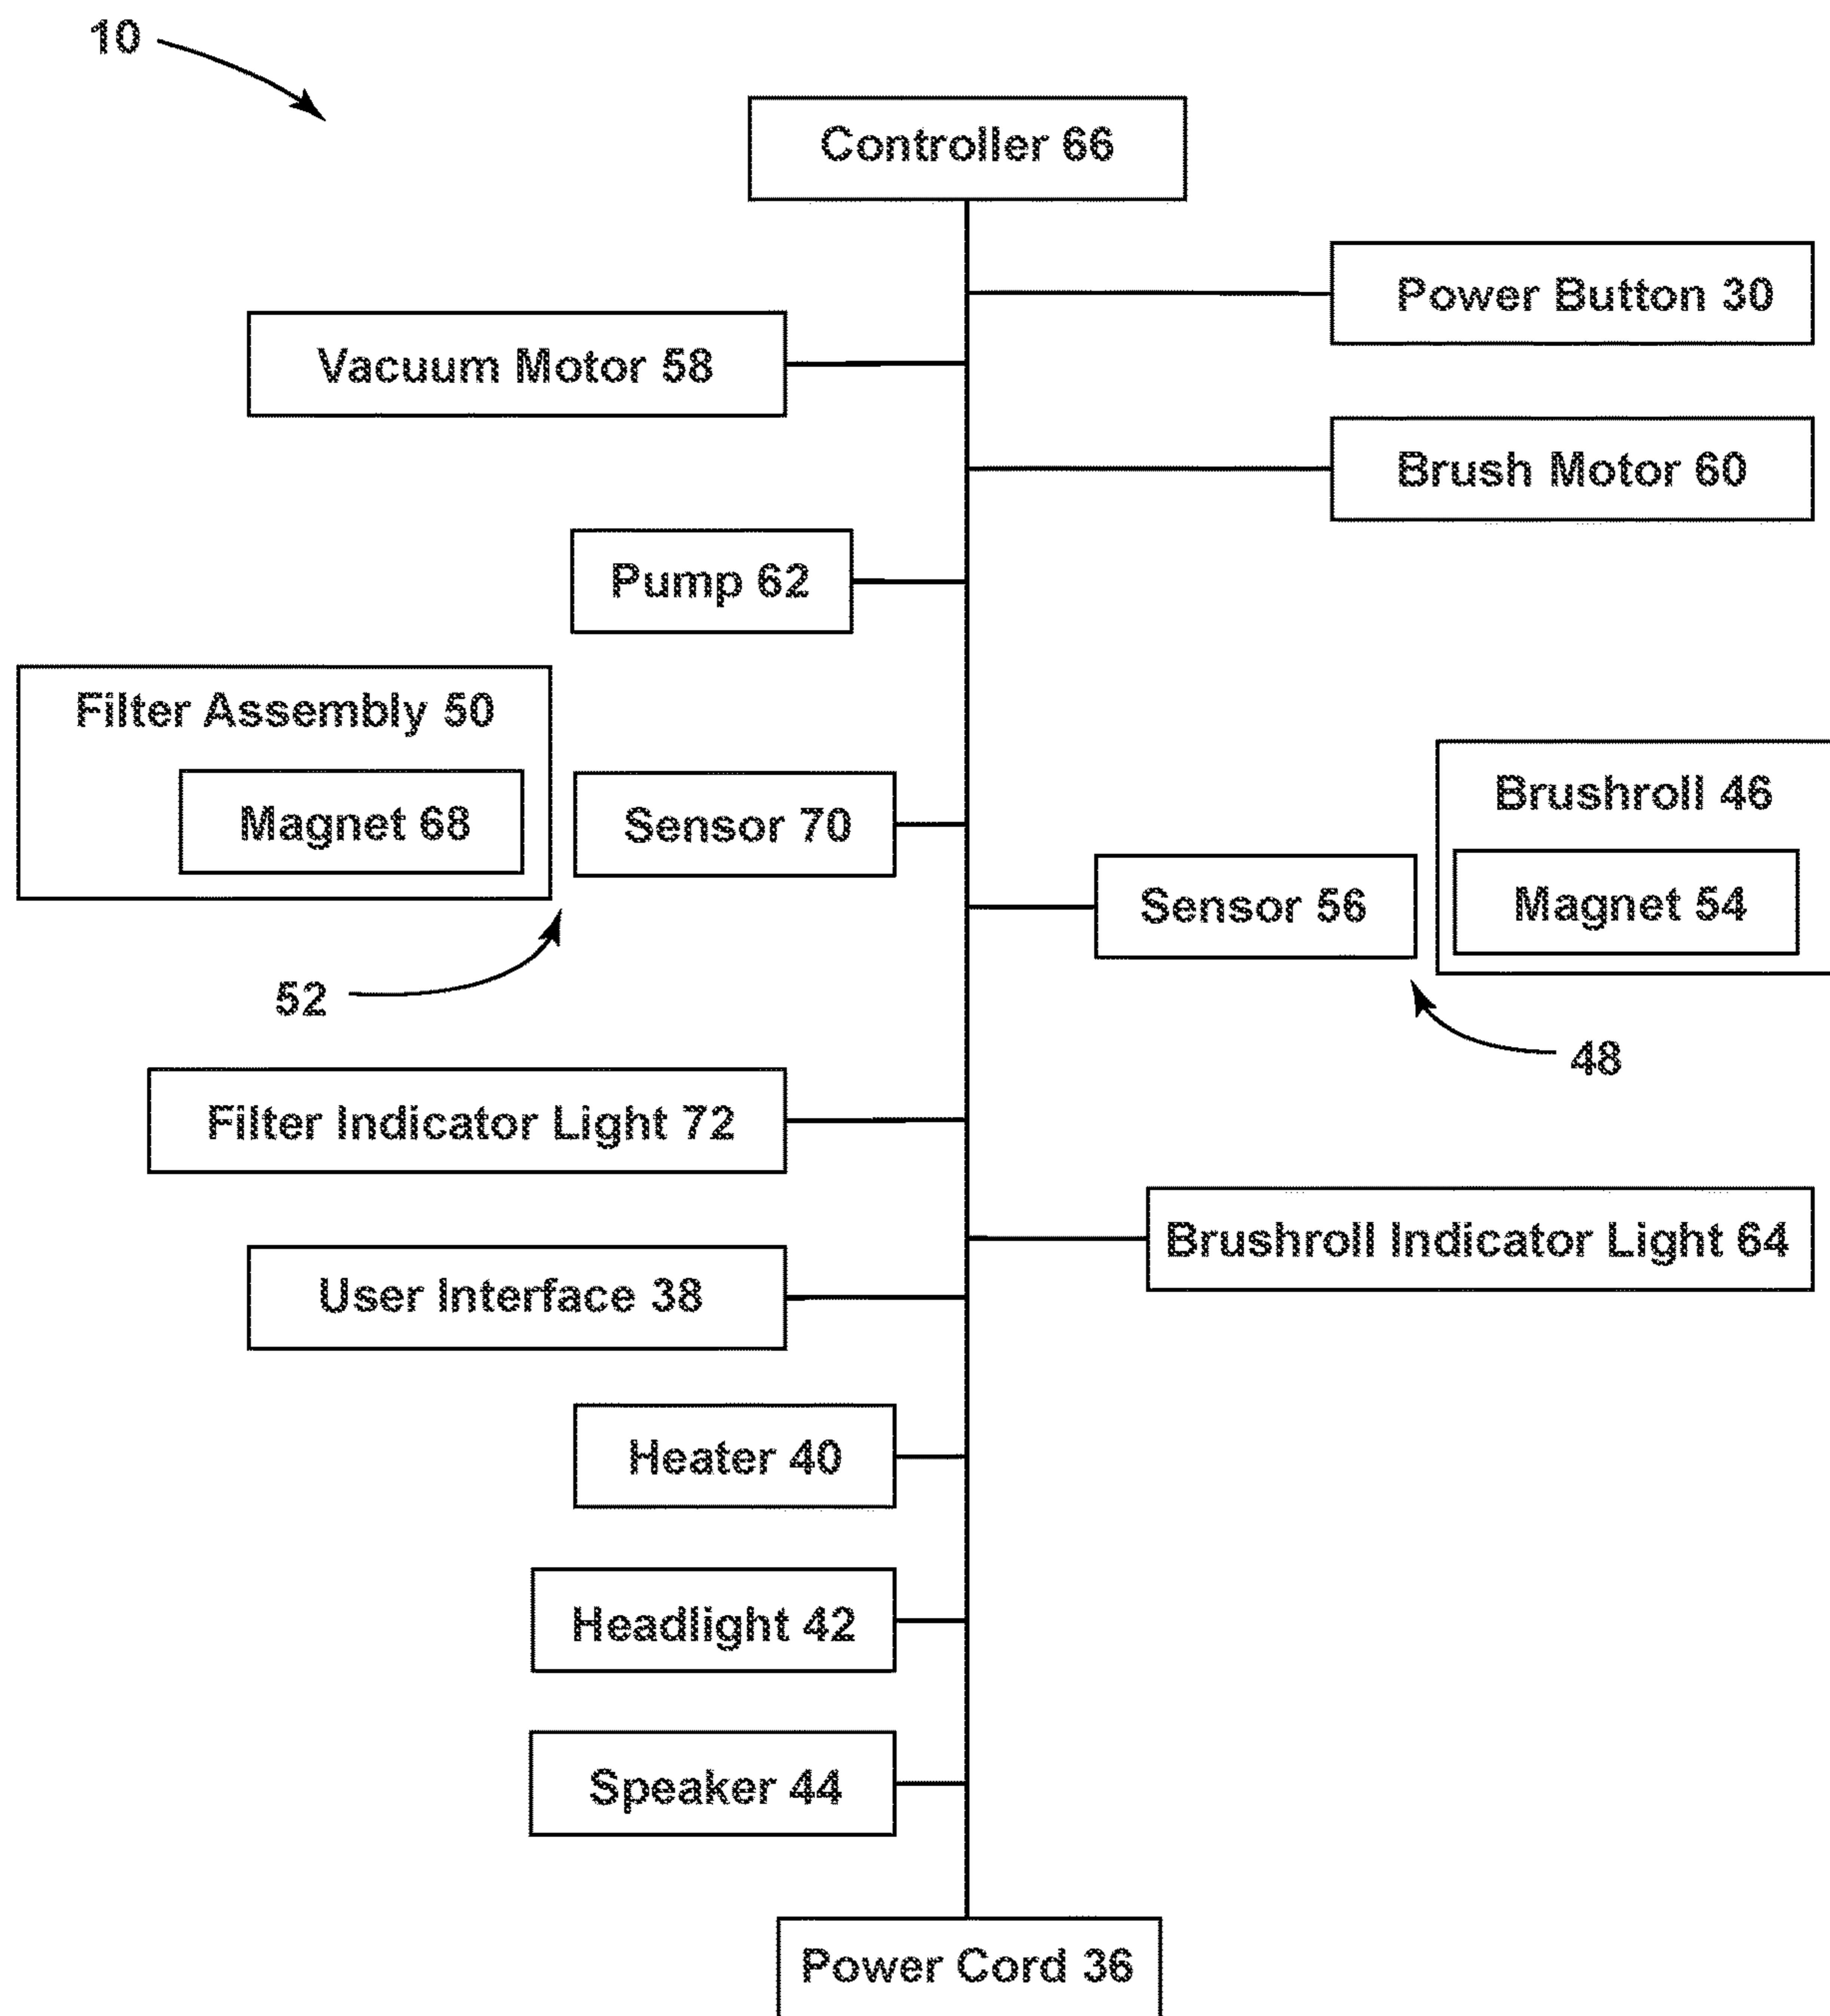 10
Controller 66
Power Button 30
Vacuum Motor 58
Brush Motor 60
Pump 62
Filter Assembly 50
Magnet 68
Sensor 70
Brushroll 46
Sensor 56
Magnet 54
52
48
Filter Indicator Light 72
Brushroll Indicator Light 64
User Interface 38
Heater 40
Headlight 42
Speaker 44
Power Cord 36